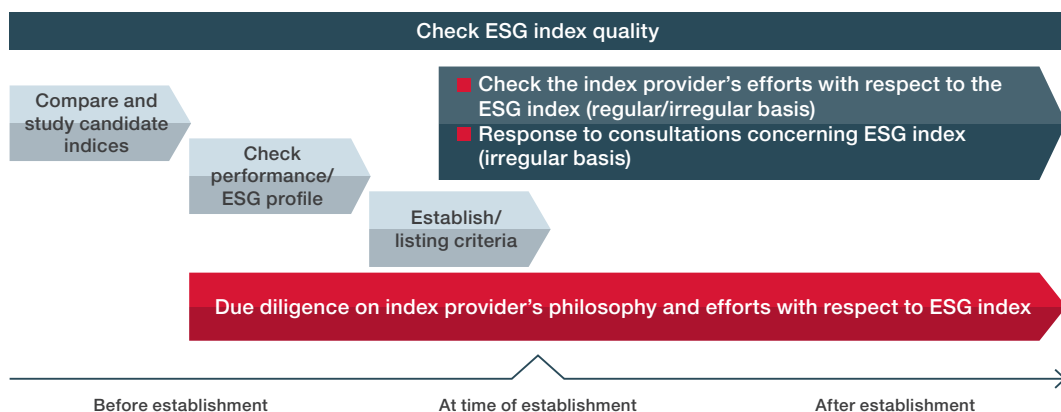 Check ESG index quality
Compare and
study candidate
indices
Check
performance/
ESG profile
Establish/
listing criteria
Check the index provider's efforts with respect to the
ESG index (regular/irregular basis)
Response to consultations concerning ESG index
(irregular basis)
Due diligence on index provider's philosophy and efforts with respect to ESG index
Before establishment
At time of establishment
After establishment